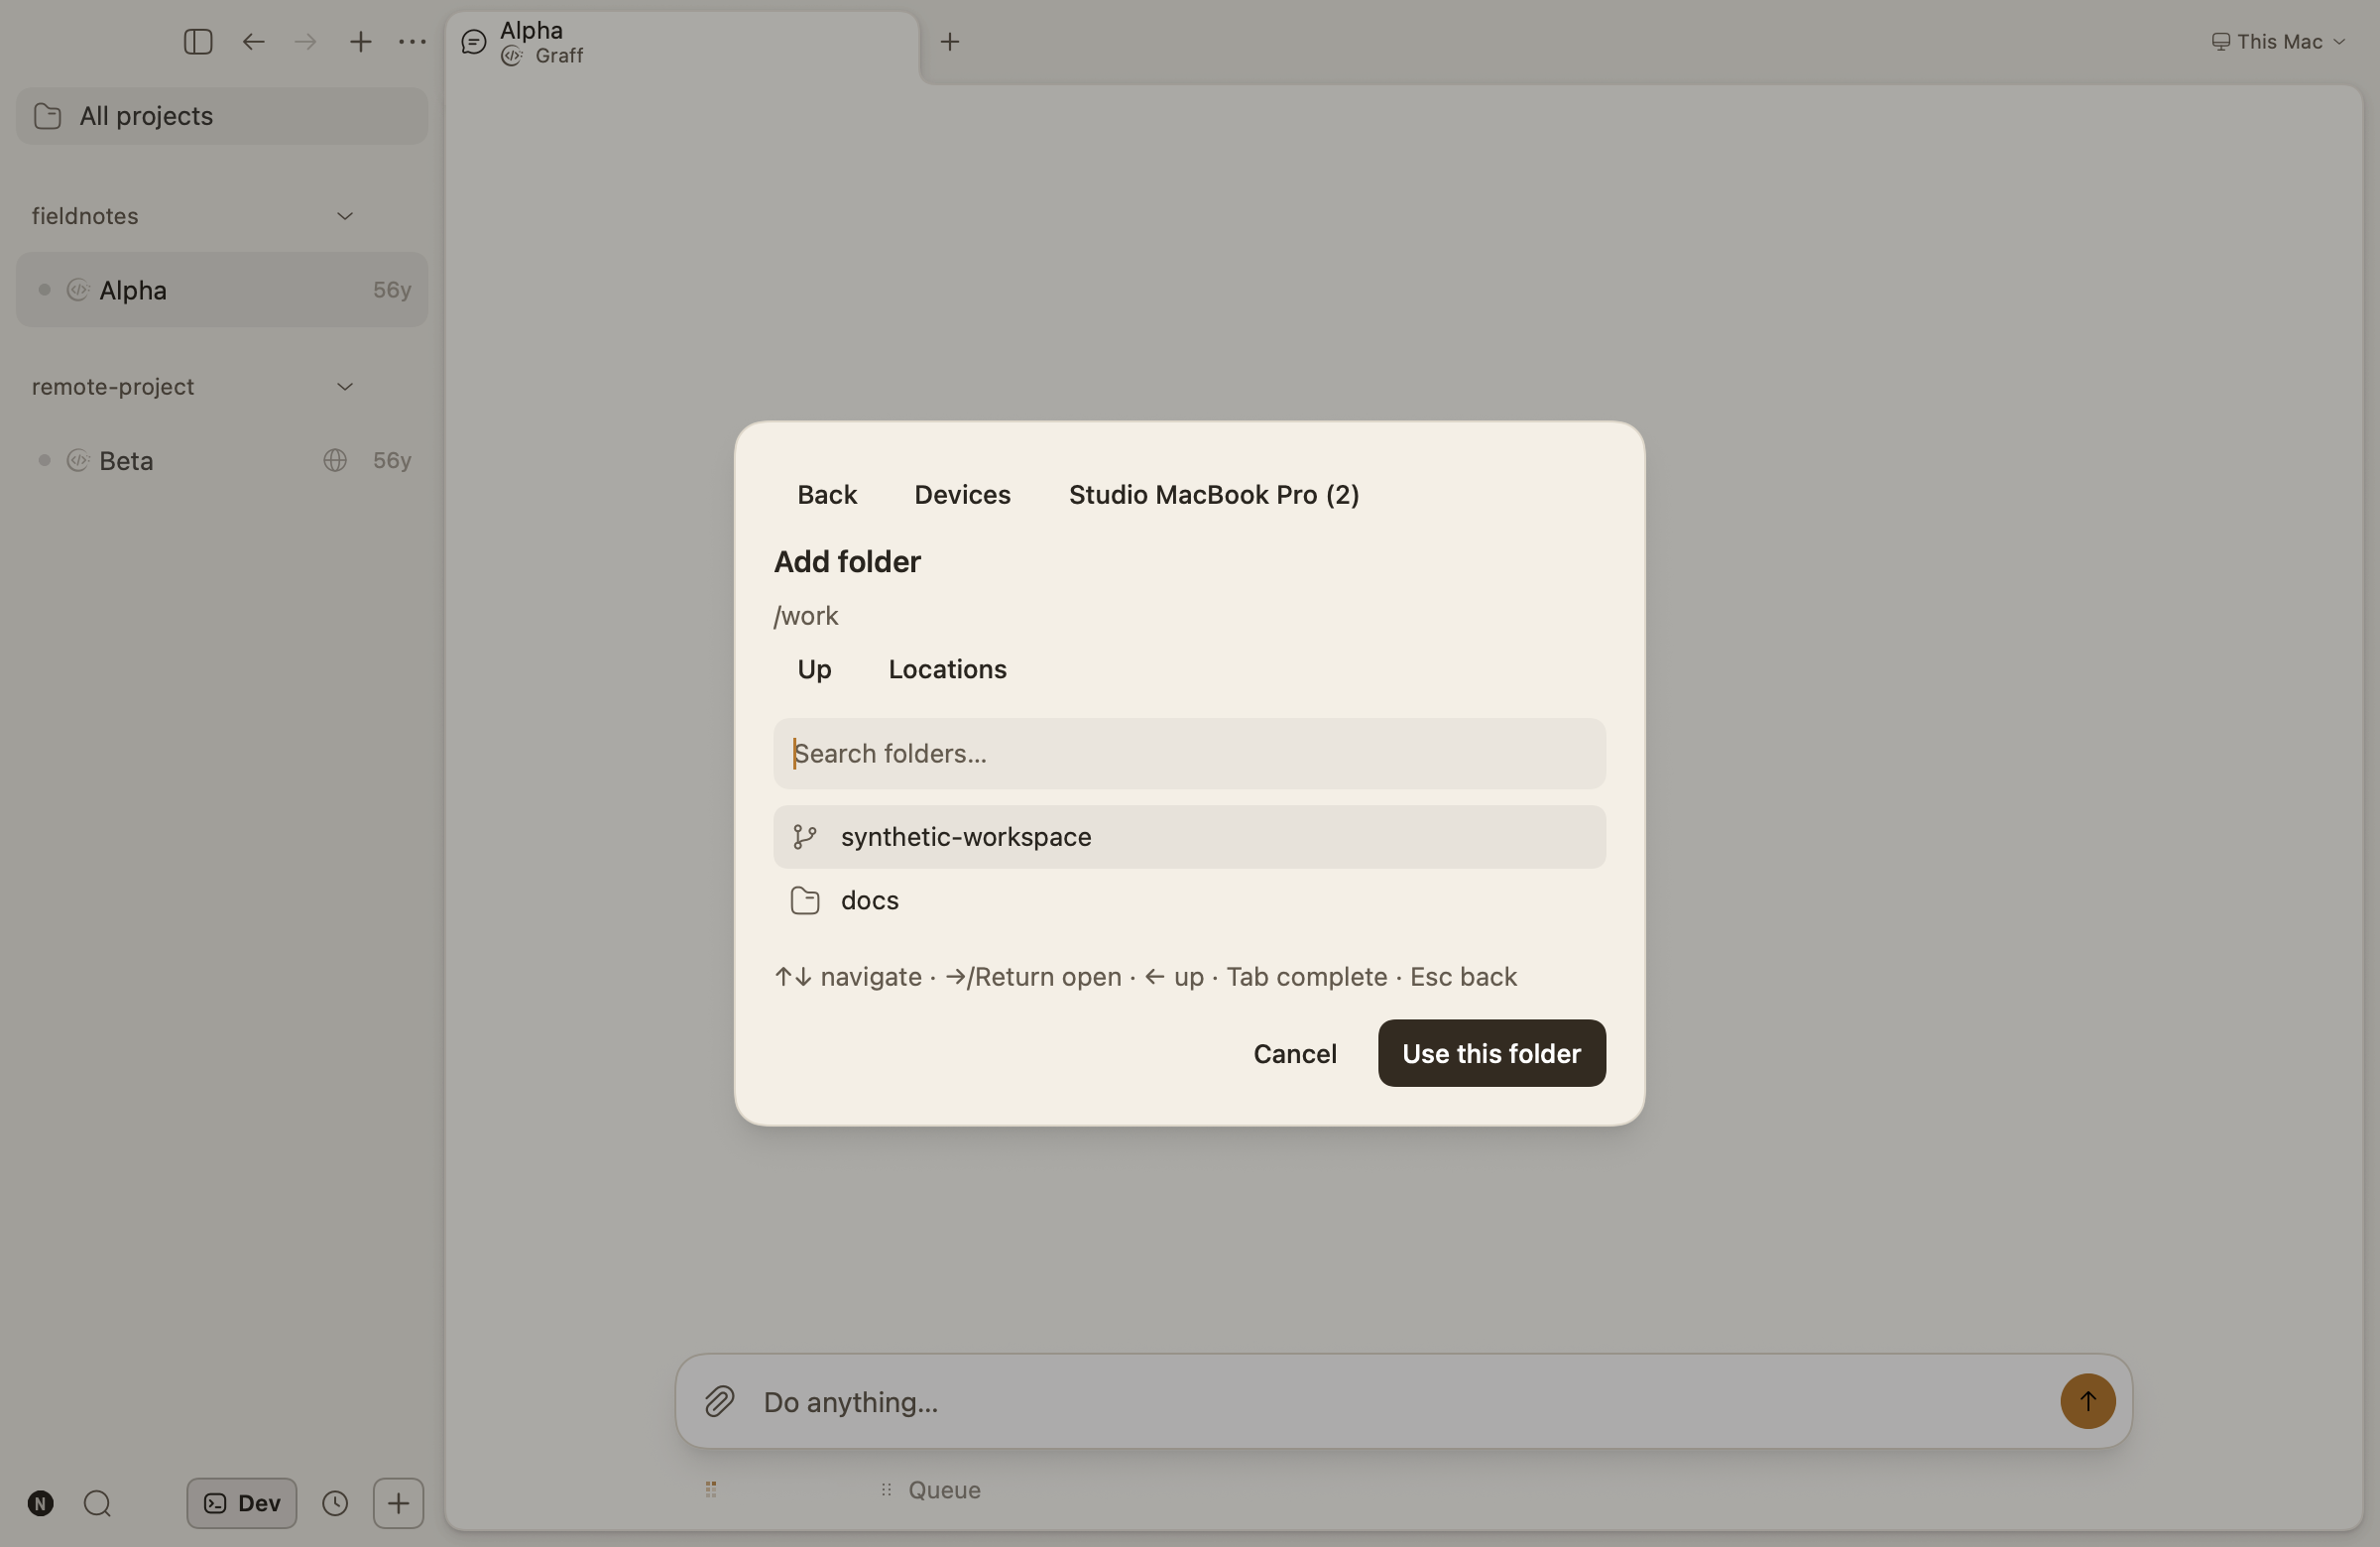 Alpha
Graff
This Mac
All projects
fieldnotes
Alpha 56y
remote-project
Beta 56y
Back Devices Studio MacBook Pro (2)
Add folder
/work
Up Locations
Search folders...
synthetic-workspace
docs
↑↓ navigate · →/Return open · ← up · Tab complete · Esc back
Cancel Use this folder
Do anything...
Queue
N Dev